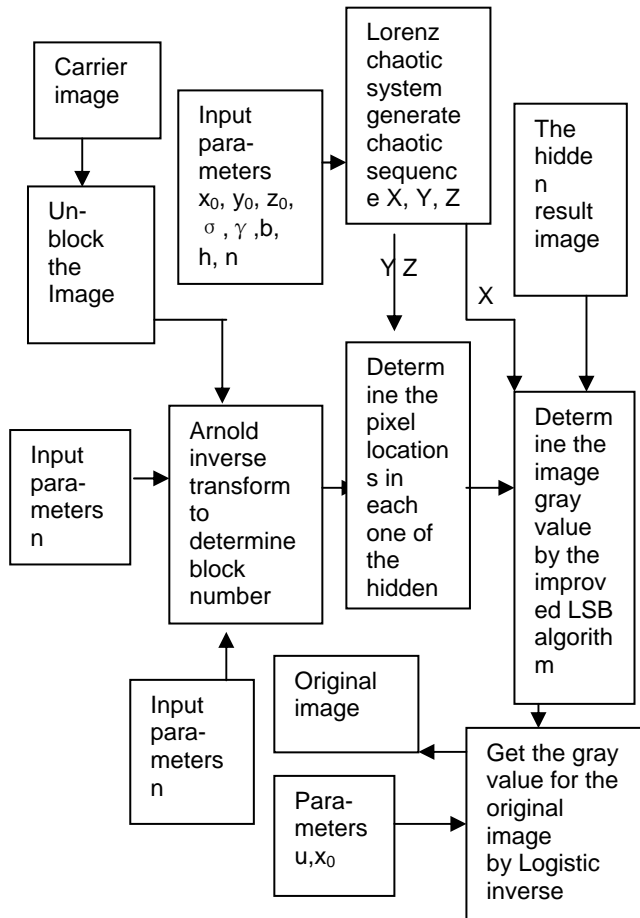 Carrier
image
Input
para-
meters
x₀, y₀, z₀,
σ , γ ,b,
h, n
Lorenz
chaotic
system
generate
chaotic
sequenc
e X, Y, Z
The
hidde
n
result
image
Un-
block
the
Image
Y Z
X
Input
para-
meters
n
Arnold
inverse
transform
to
determine
block
number
Determ
ine the
pixel
location
s in
each
one of
the
hidden
Determ
ine the
image
gray
value
by the
improv
ed LSB
algorith
m
Input
para-
meters
n
Original
image
Para-
meters
u,x₀
Get the gray
value for the
original
image
by Logistic
inverse